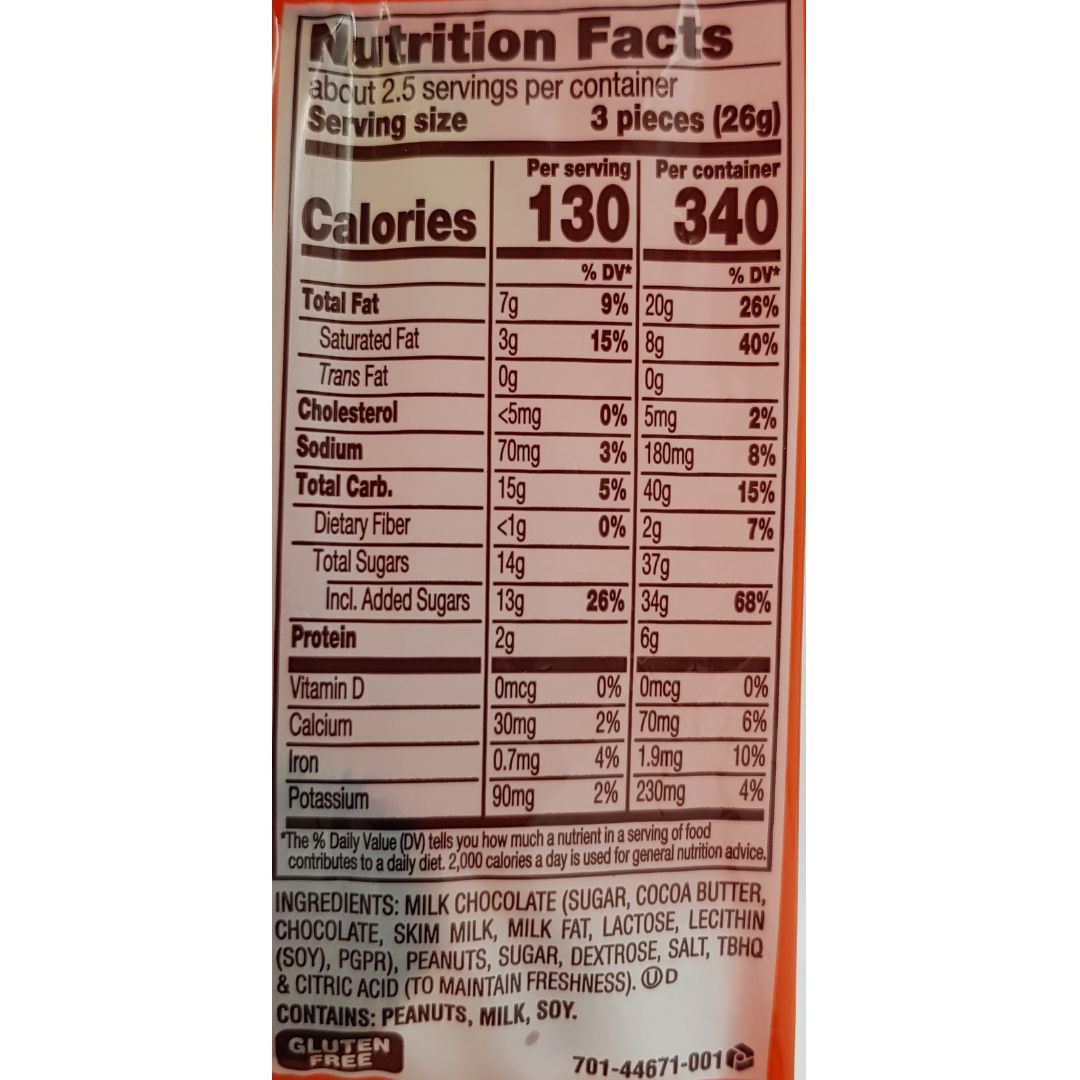 Nutrition Facts
about 2.5 servings per container
Serving size 3 pieces (26g)
Per serving Per container
Calories 130 340
% DV* % DV*
Total Fat 7g 9% 20g 26%
Saturated Fat 3g 15% 8g 40%
Trans Fat 0g 0g
Cholesterol <5mg 0% 5mg 2%
Sodium 70mg 3% 180mg 8%
Total Carb. 15g 5% 40g 15%
Dietary Fiber <1g 0% 2g 7%
Total Sugars 14g 37g
Incl. Added Sugars 13g 26% 34g 68%
Protein 2g 6g
Vitamin D 0mcg 0% 0mcg 0%
Calcium 30mg 2% 70mg 6%
Iron 0.7mg 4% 1.9mg 10%
Potassium 90mg 2% 230mg 4%
*The % Daily Value (DV) tells you how much a nutrient in a serving of food
contributes to a daily diet. 2,000 calories a day is used for general nutrition advice.
INGREDIENTS: MILK CHOCOLATE (SUGAR, COCOA BUTTER,
CHOCOLATE, SKIM MILK, MILK FAT, LACTOSE, LECITHIN
(SOY), PGPR), PEANUTS, SUGAR, DEXTROSE, SALT, TBHQ
& CITRIC ACID (TO MAINTAIN FRESHNESS). Ⓤ D
CONTAINS: PEANUTS, MILK, SOY.
GLUTEN
FREE
701-44671-001